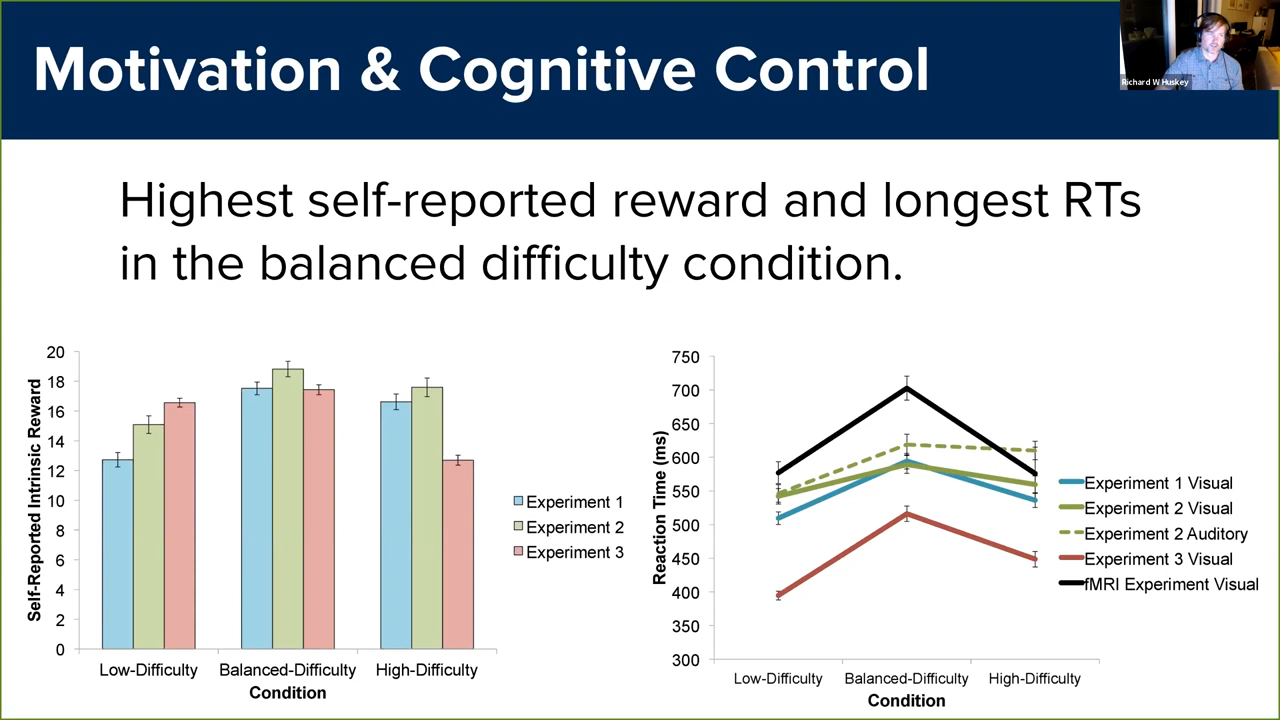 Motivation & Cognitive Control
Richard W Huskey
Highest self-reported reward and longest RTs
in the balanced difficulty condition.
Self-Reported Intrinsic Reward
20
18
16
14
12
10
8
6
4
2
0
Low-Difficulty
Balanced-Difficulty
High-Difficulty
Condition
Experiment 1
Experiment 2
Experiment 3
Reaction Time (ms)
750
700
650
600
550
500
450
400
350
300
Low-Difficulty
Balanced-Difficulty
High-Difficulty
Condition
Experiment 1 Visual
Experiment 2 Visual
Experiment 2 Auditory
Experiment 3 Visual
fMRI Experiment Visual